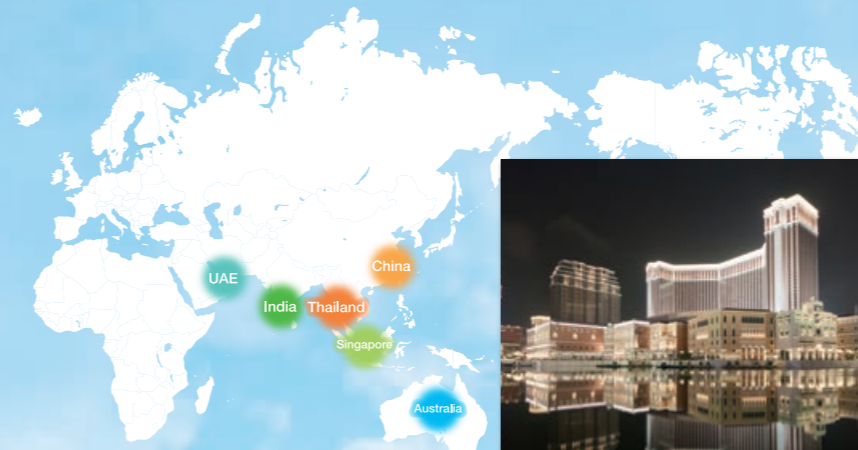 China
UAE
India
Thailand
Singapore
Australia